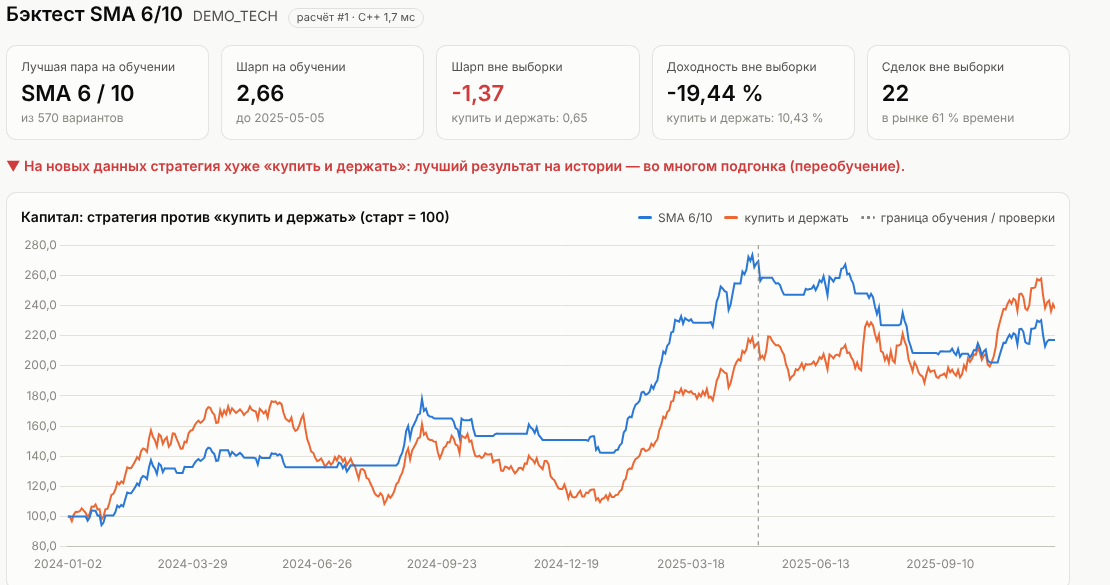 Бэктест SMA 6/10 DEMO_TECH расчёт #1 · C++ 1,7 мс
Лучшая пара на обучении
SMA 6 / 10
из 570 вариантов
Шарп на обучении
2,66
до 2025-05-05
Шарп вне выборки
-1,37
купить и держать: 0,65
Доходность вне выборки
-19,44 %
купить и держать: 10,43 %
Сделок вне выборки
22
в рынке 61 % времени
▼ На новых данных стратегия хуже «купить и держать»: лучший результат на истории — во многом подгонка (переобучение).
Капитал: стратегия против «купить и держать» (старт = 100)
SMA 6/10 купить и держать граница обучения / проверки
280,0
260,0
240,0
220,0
200,0
180,0
160,0
140,0
120,0
100,0
80,0
2024-01-02 2024-03-29 2024-06-26 2024-09-23 2024-12-19 2025-03-18 2025-06-13 2025-09-10